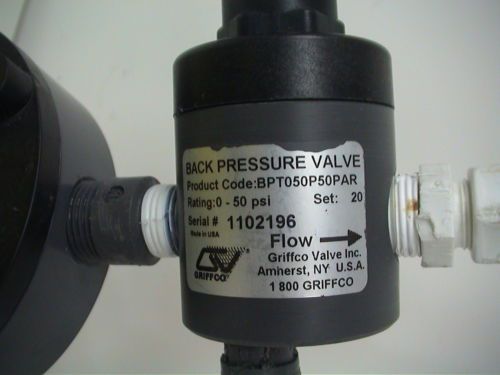 BACK PRESSURE VALVE
Product Code:BPT050P50PAR
Rating:0 - 50 psi Set: 20
Serial # 1102196
Made in USA
Flow
GRIFFCO
Griffco Valve Inc.
Amherst, NY U.S.A.
1 800 GRIFFCO